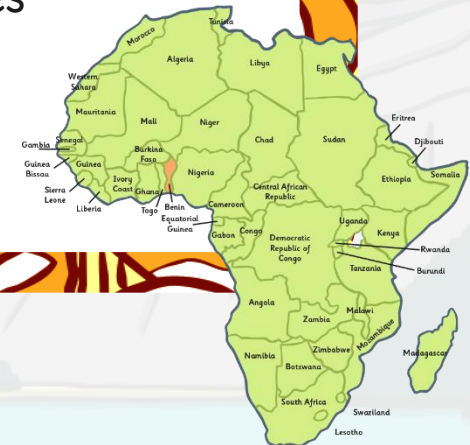 es
Tunisia
Morocco
Algeria
Libya
Egypt
Western
Sahara
Mauritania
Mali
Niger
Chad
Sudan
Eritrea
Djibouti
Senegal
Gambia
Guinea
Bissau
Guinea
Burkina
Faso
Nigeria
Ethiopia
Somalia
Sierra
Leone
Ivory
Coast
Ghana
Liberia
Togo
Benin
Central African
Republic
Cameroon
Equatorial
Guinea
Gabon
Congo
Democratic
Republic of
Congo
Uganda
Kenya
Rwanda
Burundi
Tanzania
Angola
Zambia
Malawi
Mozambique
Zimbabwe
Namibia
Botswana
Madagascar
South Africa
Swaziland
Lesotho